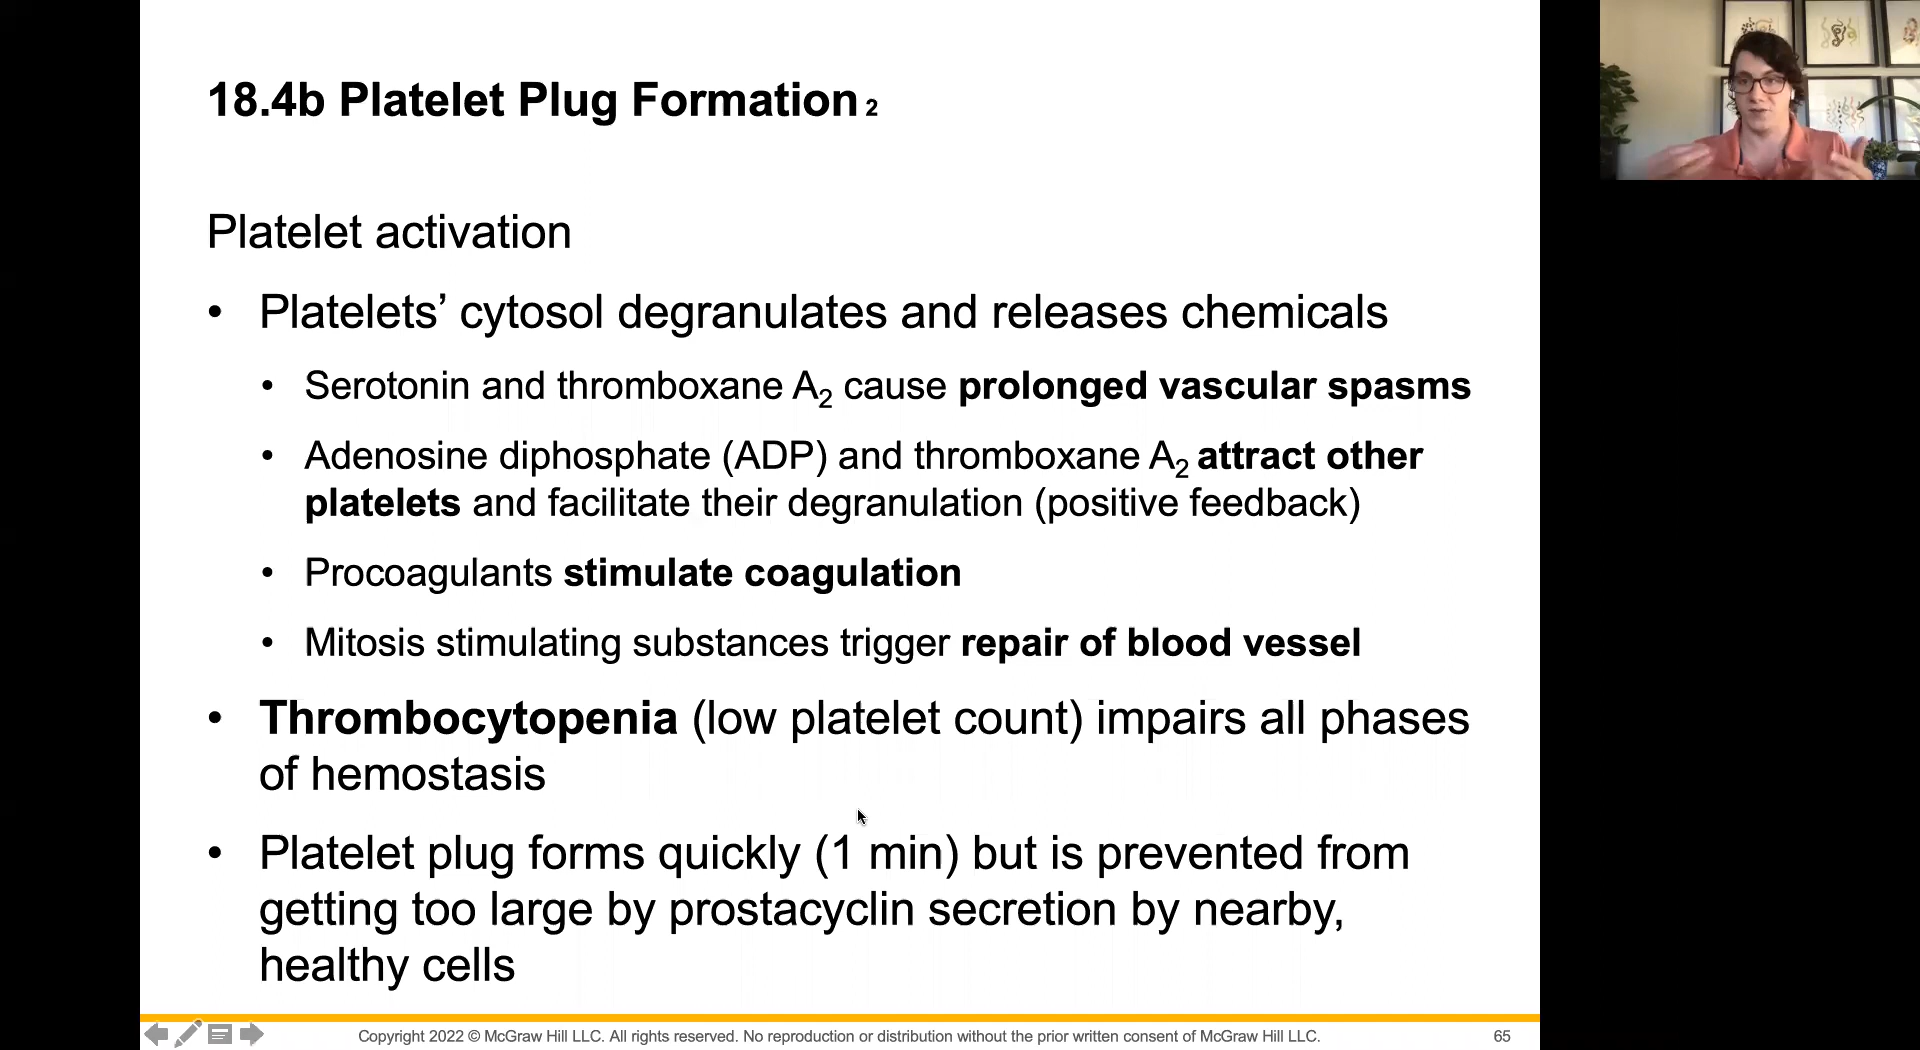 18.4b Platelet Plug Formation 2
Platelet activation
• Platelets’ cytosol degranulates and releases chemicals
• Serotonin and thromboxane A2 cause prolonged vascular spasms
• Adenosine diphosphate (ADP) and thromboxane A2 attract other
platelets and facilitate their degranulation (positive feedback)
• Procoagulants stimulate coagulation
• Mitosis stimulating substances trigger repair of blood vessel
• Thrombocytopenia (low platelet count) impairs all phases
of hemostasis
• Platelet plug forms quickly (1 min) but is prevented from
getting too large by prostacyclin secretion by nearby,
healthy cells
Copyright 2022 © McGraw Hill LLC. All rights reserved. No reproduction or distribution without the prior written consent of McGraw Hill LLC.
65